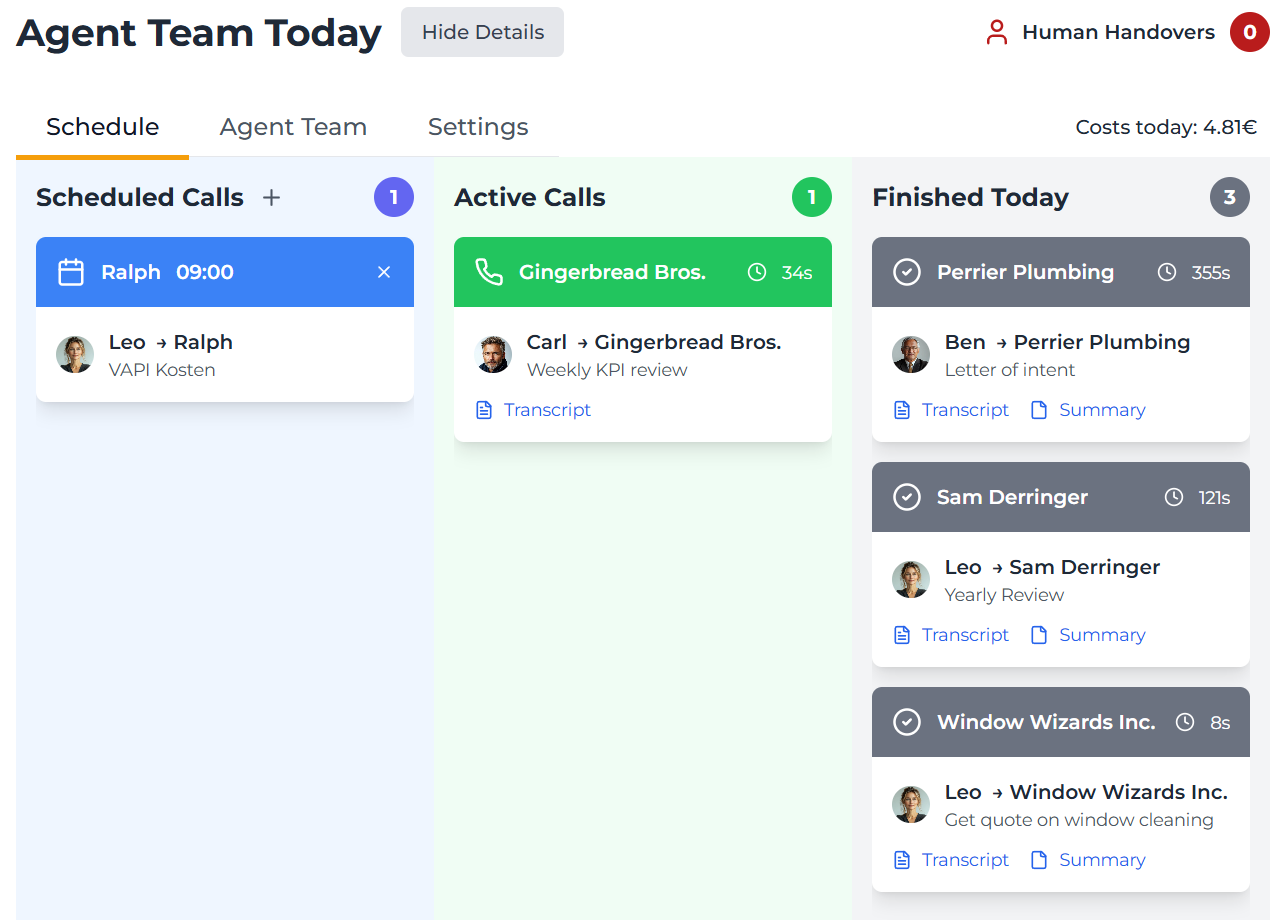 Agent Team Today
Hide Details
Human Handovers 0
Schedule
Agent Team
Settings
Costs today: 4.81€
Scheduled Calls + 1
Ralph 09:00 ×
Leo → Ralph
VAPI Kosten
Active Calls 1
Gingerbread Bros. 34s
Carl → Gingerbread Bros.
Weekly KPI review
Transcript
Finished Today 3
Perrier Plumbing 355s
Ben → Perrier Plumbing
Letter of intent
Transcript Summary
Sam Derringer 121s
Leo → Sam Derringer
Yearly Review
Transcript Summary
Window Wizards Inc. 8s
Leo → Window Wizards Inc.
Get quote on window cleaning
Transcript Summary